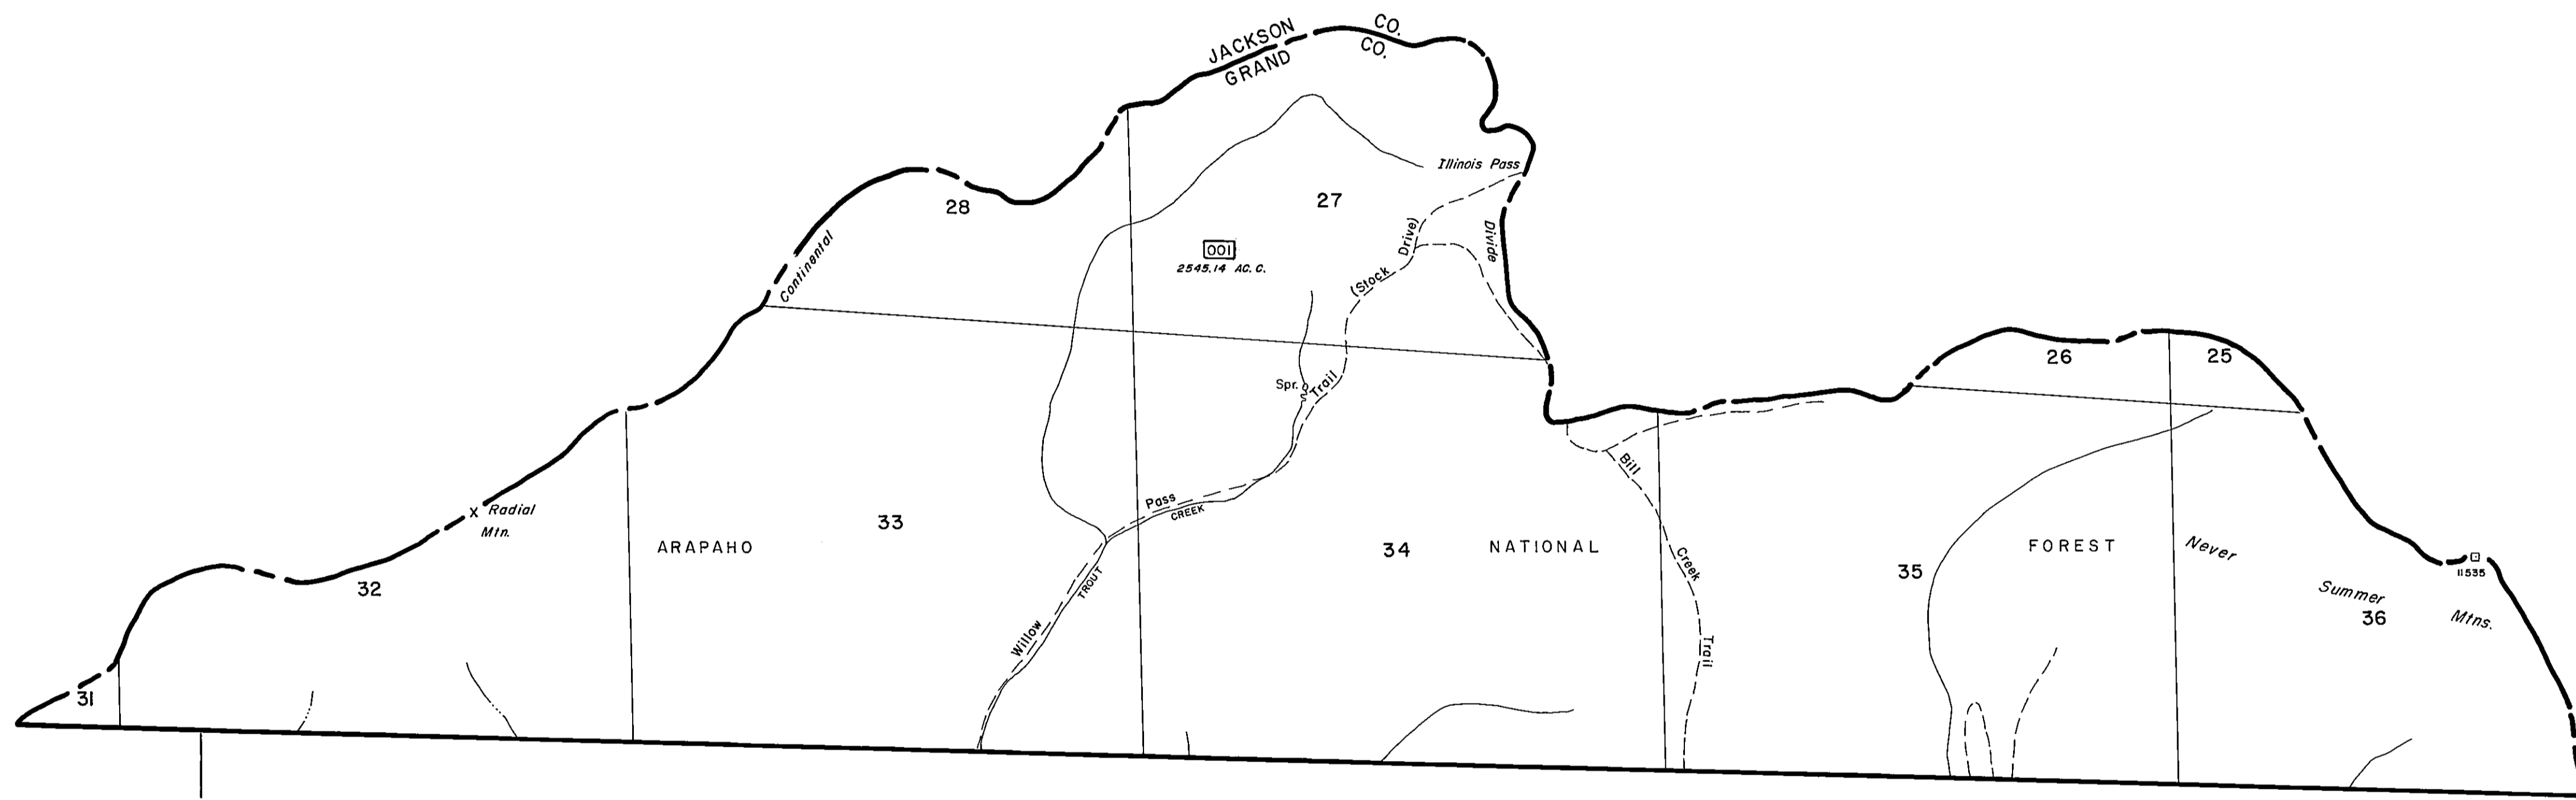 JACKSON CO.
GRAND CO.
Illinois Pass
27
28
Continental
Divide
001
2545.14 AC. C.
(Stock Drive)
Spr.
Trail
26
25
Radial
Mtn.
Pass
CREEK
33
ARAPAHO
34
NATIONAL
Bill
Creek
Trail
35
FOREST
Never
Summer
Mtns.
11535
36
32
TROUT
Willow
31